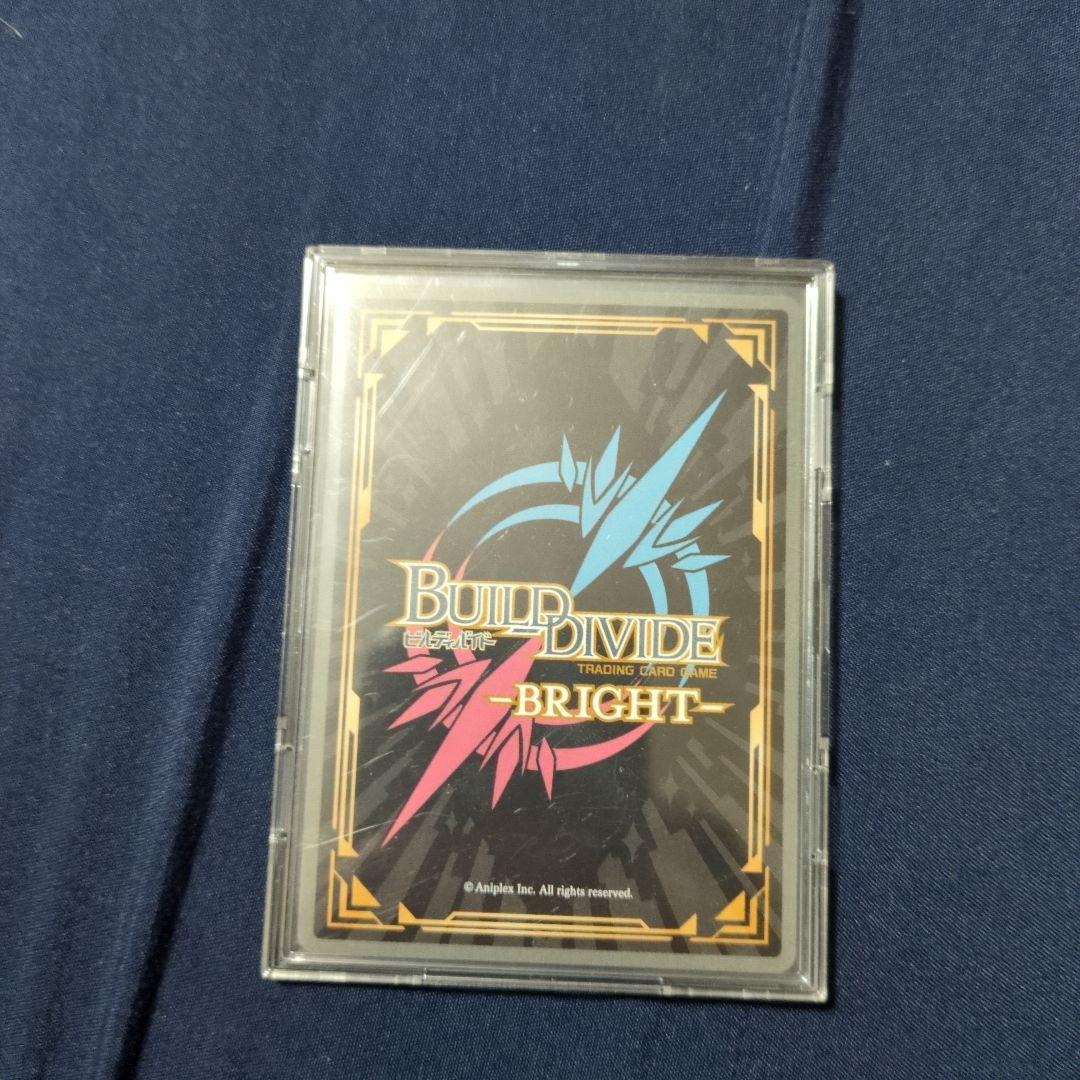 BUILD DIVIDE
ビルディバイド
TRADING CARD GAME
-BRIGHT-
© Aniplex Inc. All rights reserved.